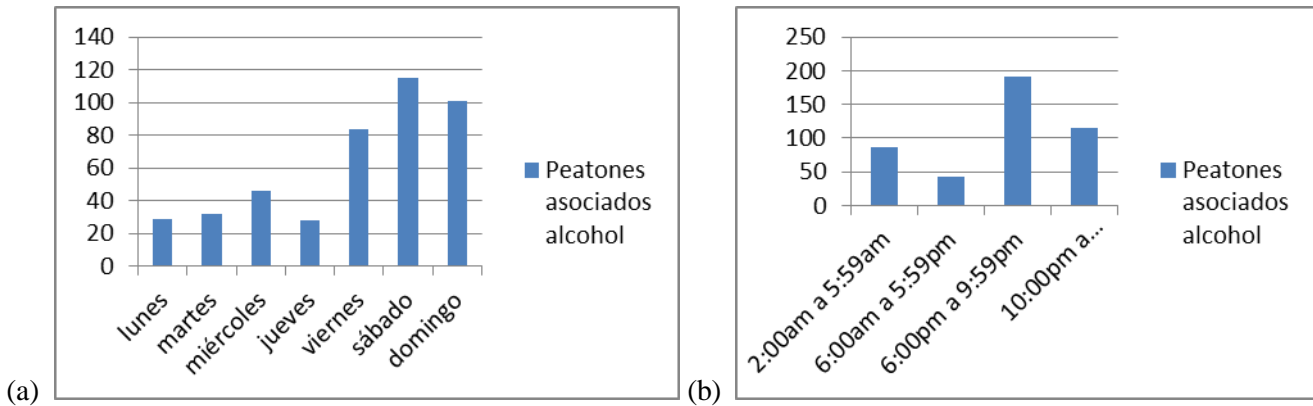 140
120
100
80
60
40
20
0
lunes
martes
miércoles
jueves
viernes
sábado
domingo
Peatones
asociados
alcohol
(a)
250
200
150
100
50
0
2:00am a 5:59am
6:00am a 5:59pm
6:00pm a 9:59pm
10:00pm a...
Peatones
asociados
alcohol
(b)